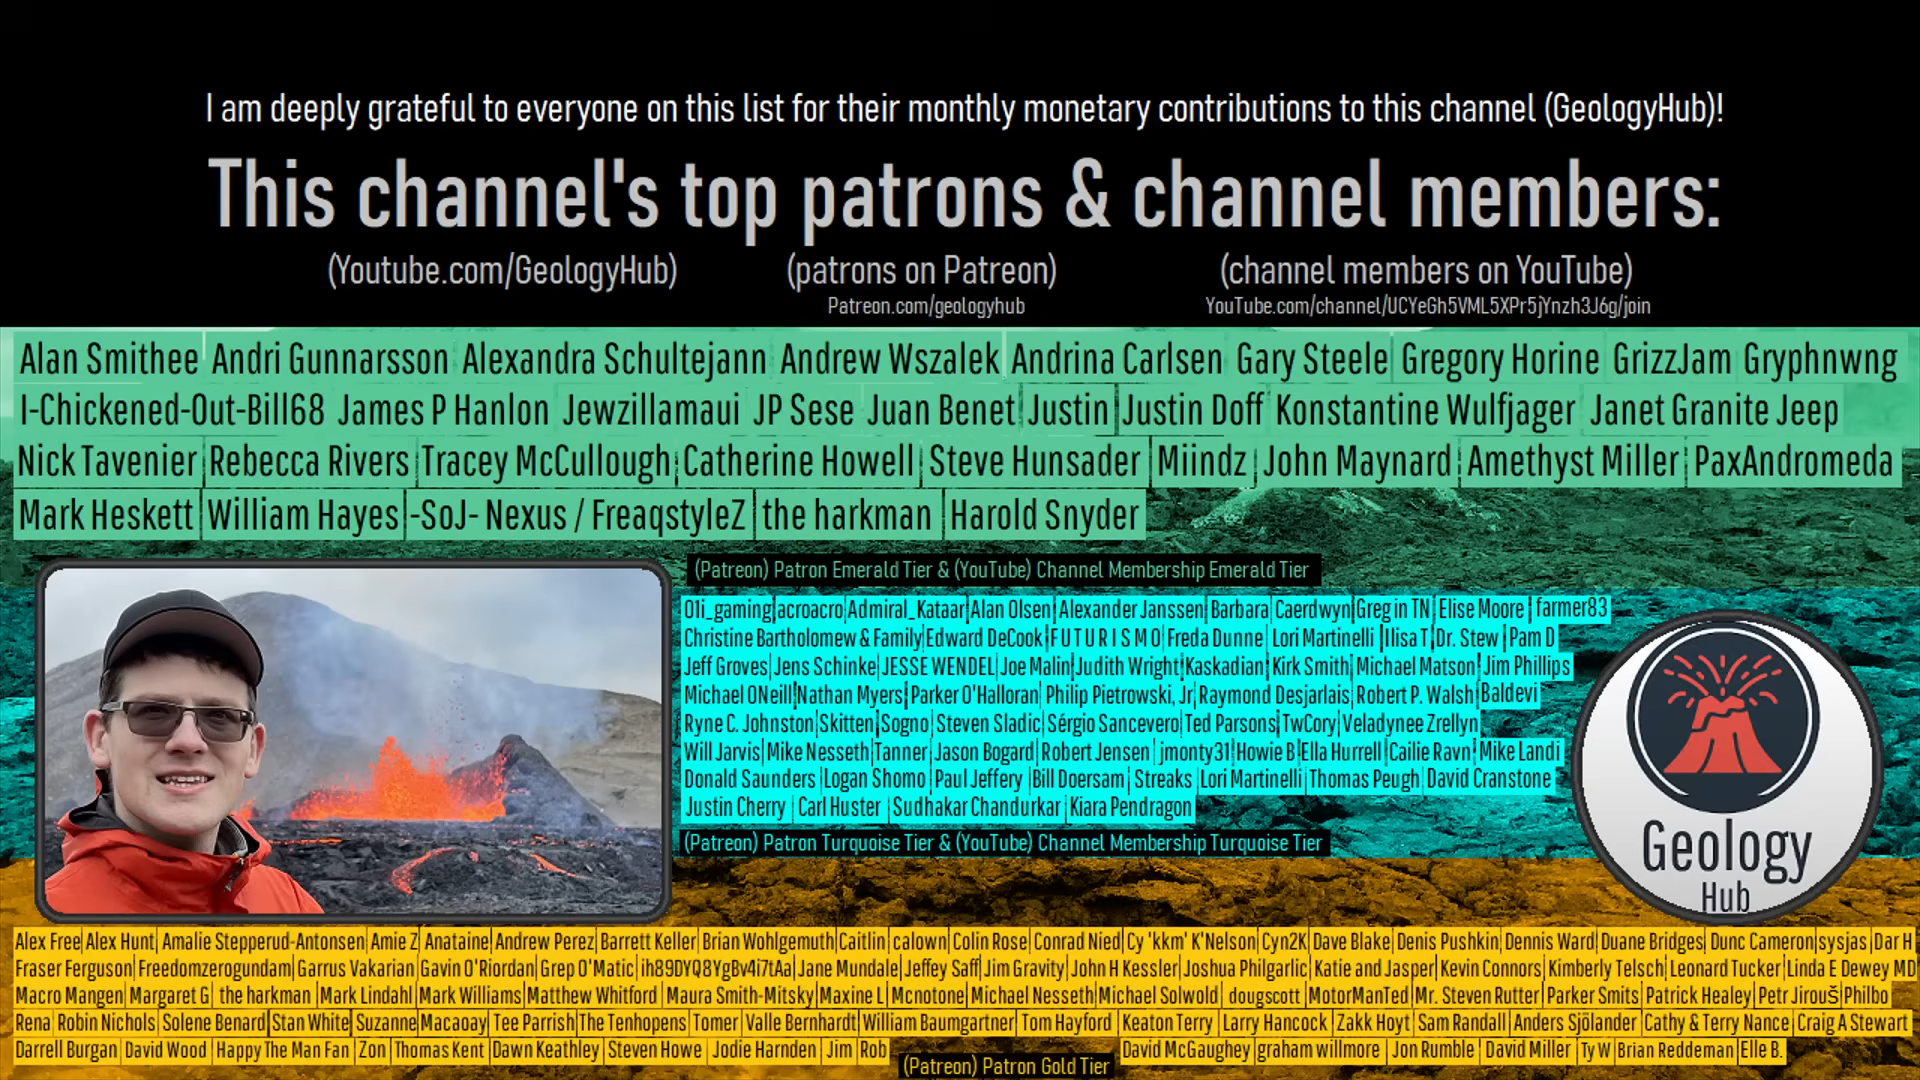 I am deeply grateful to everyone on this list for their monthly monetary contributions to this channel (GeologyHub)!
This channel's top patrons & channel members:
(Youtube.com/GeologyHub) (patrons on Patreon) (channel members on YouTube)
Patreon.com/geologyhub YouTube.com/channel/UCYeGh5VML5XPr5jYnzh3J6g/join
Alan Smithee Andri Gunnarsson Alexandra Schultejann Andrew Wszalek Andrina Carlsen Gary Steele Gregory Horine GrizzJam Gryphnwng
I-Chickened-Out-Bill68 James P Hanlon Jewzillamaui JP Sese Juan Benet Justin Justin Doff Konstantine Wulfjager Janet Granite Jeep
Nick Tavenier Rebecca Rivers Tracey McCullough Catherine Howell Steve Hunsader Miindz John Maynard Amethyst Miller PaxAndromeda
Mark Heskett William Hayes -SoJ- Nexus / FreaqstyleZ the harkman Harold Snyder
(Patreon) Patron Emerald Tier & (YouTube) Channel Membership Emerald Tier
01i_gaming acroacro Admiral_Kataar Alan Olsen Alexander Janssen Barbara Caerdwyn Greg in TN Elise Moore farmer83
Christine Bartholomew & Family Edward DeCook F U T U R I S M O Freda Dunne Lori Martinelli Ilisa T Dr. Stew Pam D
Jeff Groves Jens Schinke JESSE WENDEL Joe Malin Judith Wright Kaskadian Kirk Smith Michael Matson Jim Phillips
Michael ONeill Nathan Myers Parker O'Halloran Philip Pietrowski, Jr Raymond Desjarlais Robert P. Walsh Baldevi
Ryne C. Johnston Skitten Sogno Steven Sladic Sérgio Sancevero Ted Parsons TwCory Veladynee Zrellyn
Will Jarvis Mike Nesseth Tanner Jason Bogard Robert Jensen jmonty31 Howie B Ella Hurrell Cailie Ravn Mike Landi
Donald Saunders Logan Shomo Paul Jeffery Bill Doersam Streaks Lori Martinelli Thomas Peugh David Cranstone
Justin Cherry Carl Huster Sudhakar Chandurkar Kiara Pendragon
(Patreon) Patron Turquoise Tier & (YouTube) Channel Membership Turquoise Tier
Geology
Hub
Alex Free Alex Hunt Amalie Stepperud-Antonsen Amie Z Anataine Andrew Perez Barrett Keller Brian Wohlgemuth Caitlin calown Colin Rose Conrad Nied Cy 'kkm' K'Nelson Cyn2K Dave Blake Denis Pushkin Dennis Ward Duane Bridges Dunc Cameron sysjas Dar H
Fraser Ferguson Freedomzerogundam Garrus Vakarian Gavin O'Riordan Grep O'Matic ih89DYQ8YgBv4i7tAa Jane Mundale Jeffey Saff Jim Gravity John H Kessler Joshua Philgarlic Katie and Jasper Kevin Connors Kimberly Telsch Leonard Tucker Linda E Dewey MD
Macro Mangen Margaret G the harkman Mark Lindahl Mark Williams Matthew Whitford Maura Smith-Mitsky Maxine L Mcnotone Michael Nesseth Michael Solwold dougscott MotorManTed Mr. Steven Rutter Parker Smits Patrick Healey Petr Jirouš Philbo
Rena Robin Nichols Solene Benard Stan White Suzanne Macaoay Tee Parrish The Tenhopens Tomer Valle Bernhardt William Baumgartner Tom Hayford Keaton Terry Larry Hancock Zakk Hoyt Sam Randall Anders Sjölander Cathy & Terry Nance Craig A Stewart
Darrell Burgan David Wood Happy The Man Fan Zon Thomas Kent Dawn Keathley Steven Howe Jodie Harnden Jim Rob David McGaughey graham willmore Jon Rumble David Miller Ty W Brian Reddeman Elle B.
(Patreon) Patron Gold Tier